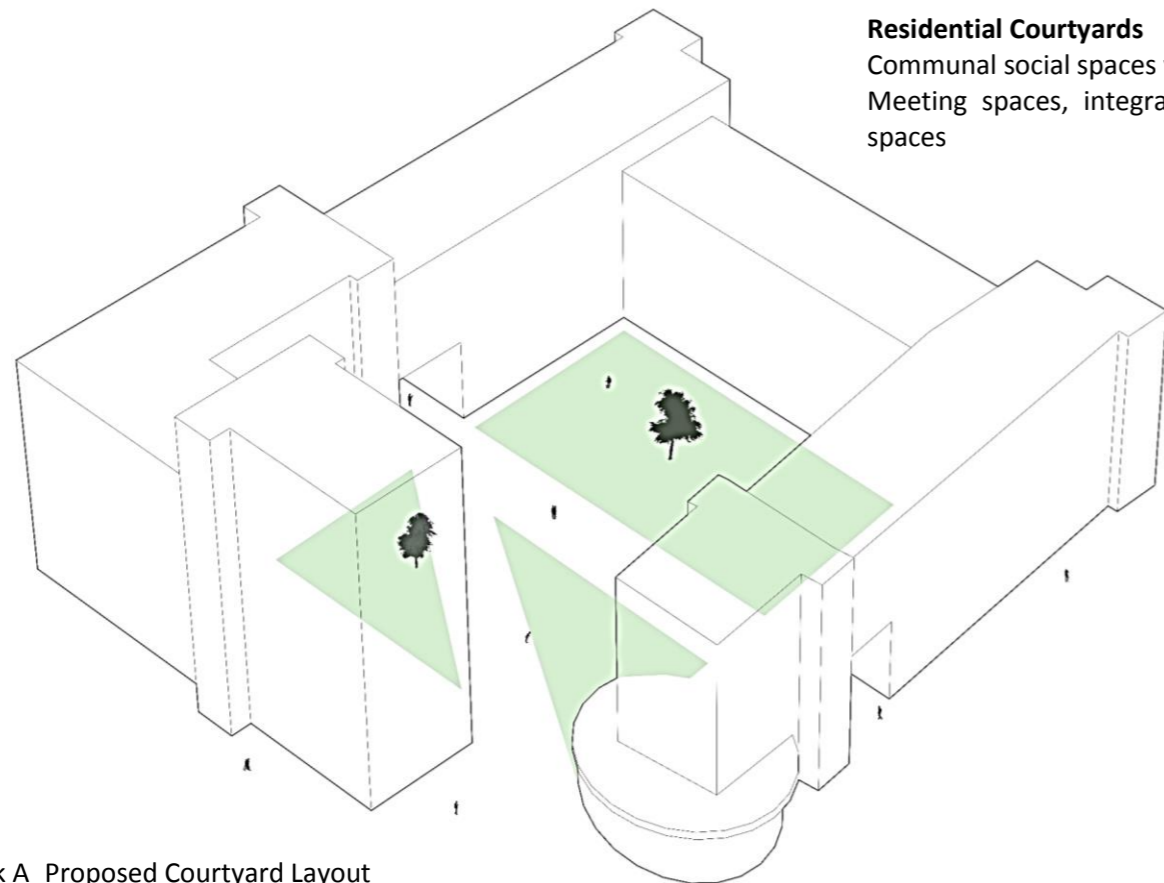 Residential Courtyards
Communal social spaces
Meeting spaces, integra
spaces
k A Proposed Courtyard Layout